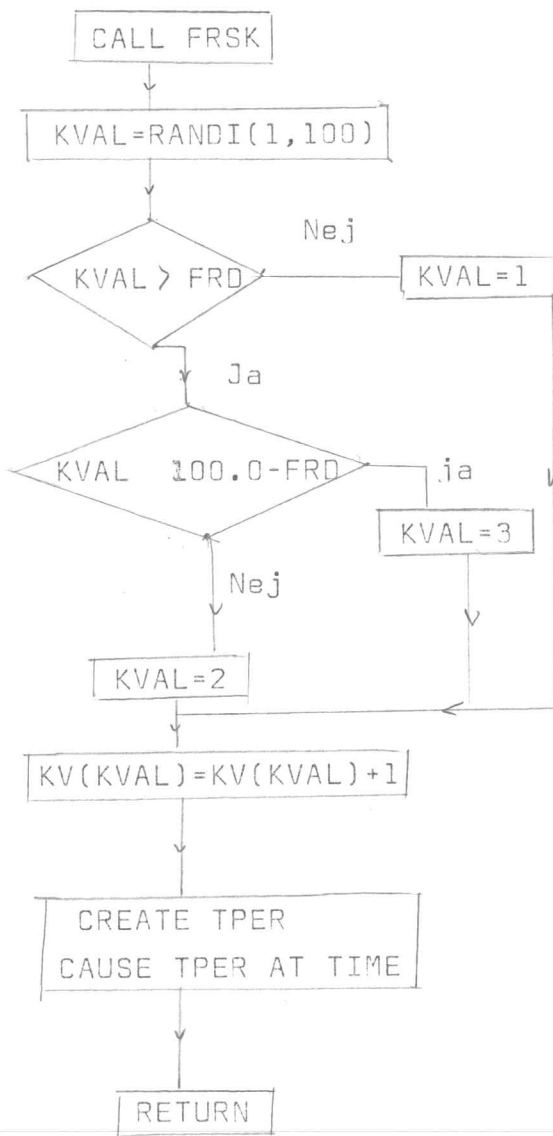 CALL FRSK
KVAL=RANDI(1,100)
Nej
KVAL > FRD
KVAL=1
Ja
KVAL 100.0-FRD
ja
KVAL=3
Nej
KVAL=2
KV(KVAL)=KV(KVAL)+1
CREATE TPER
CAUSE TPER AT TIME
RETURN